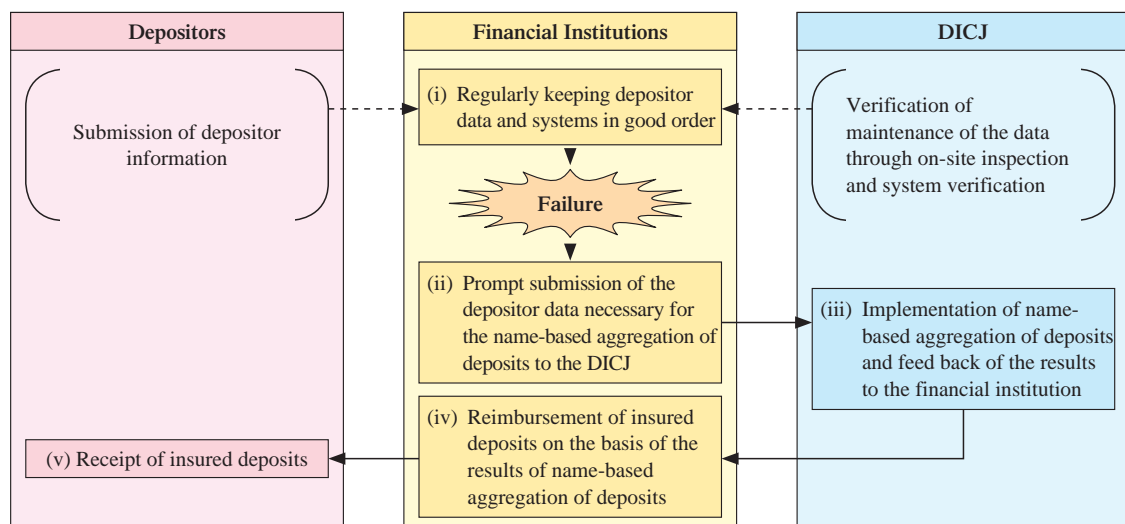 Depositors
Financial Institutions
DICJ
Submission of depositor
information
(i) Regularly keeping depositor
data and systems in good order
Verification of
maintenance of the data
through on-site inspection
and system verification
Failure
(ii) Prompt submission of the
depositor data necessary for
the name-based aggregation of
deposits to the DICJ
(iii) Implementation of name-
based aggregation of deposits
and feed back of the results
to the financial institution
(iv) Reimbursement of insured
deposits on the basis of the
results of name-based
aggregation of deposits
(v) Receipt of insured deposits